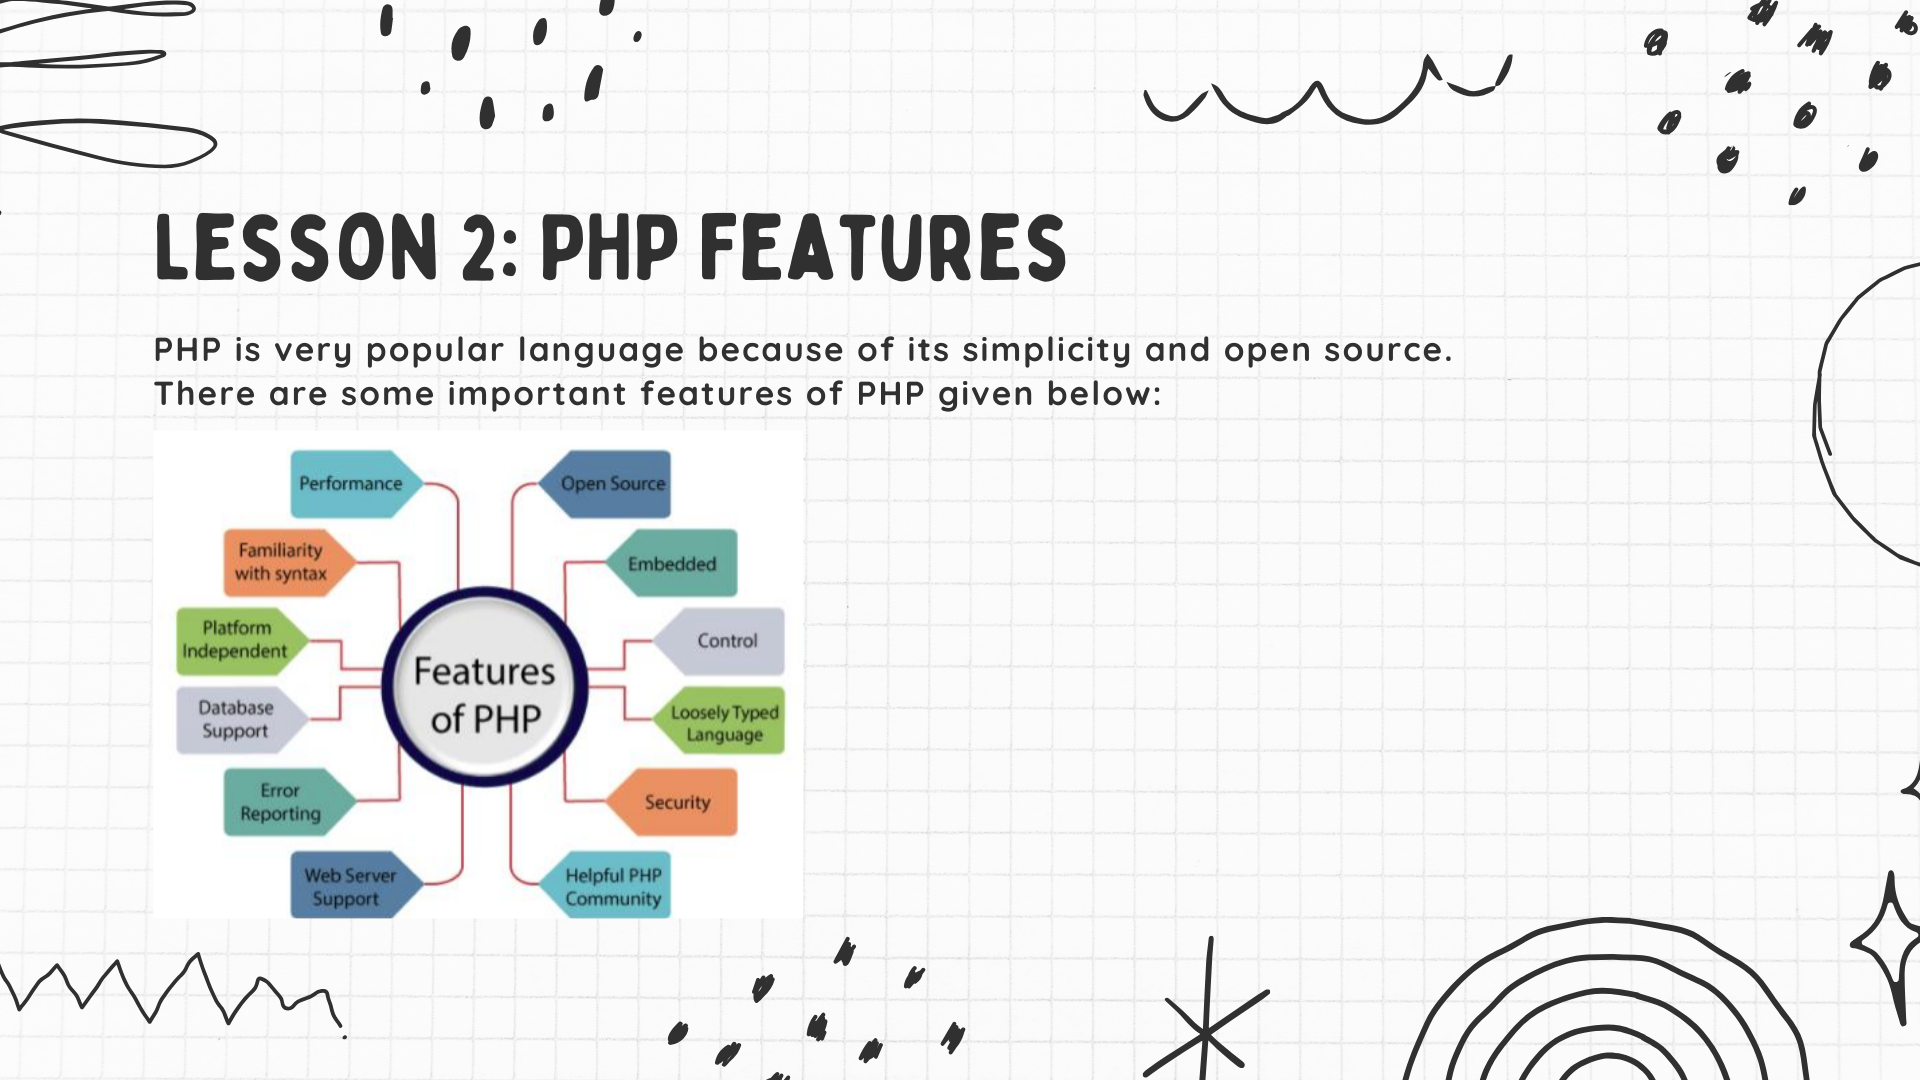 LESSON 2: PHP FEATURES
PHP is very popular language because of its simplicity and open source.
There are some important features of PHP given below:
Performance
Open Source
Familiarity
with syntax
Embedded
Platform
Independent
Control
Features
of PHP
Database
Support
Loosely Typed
Language
Error
Reporting
Security
Web Server
Support
Helpful PHP
Community